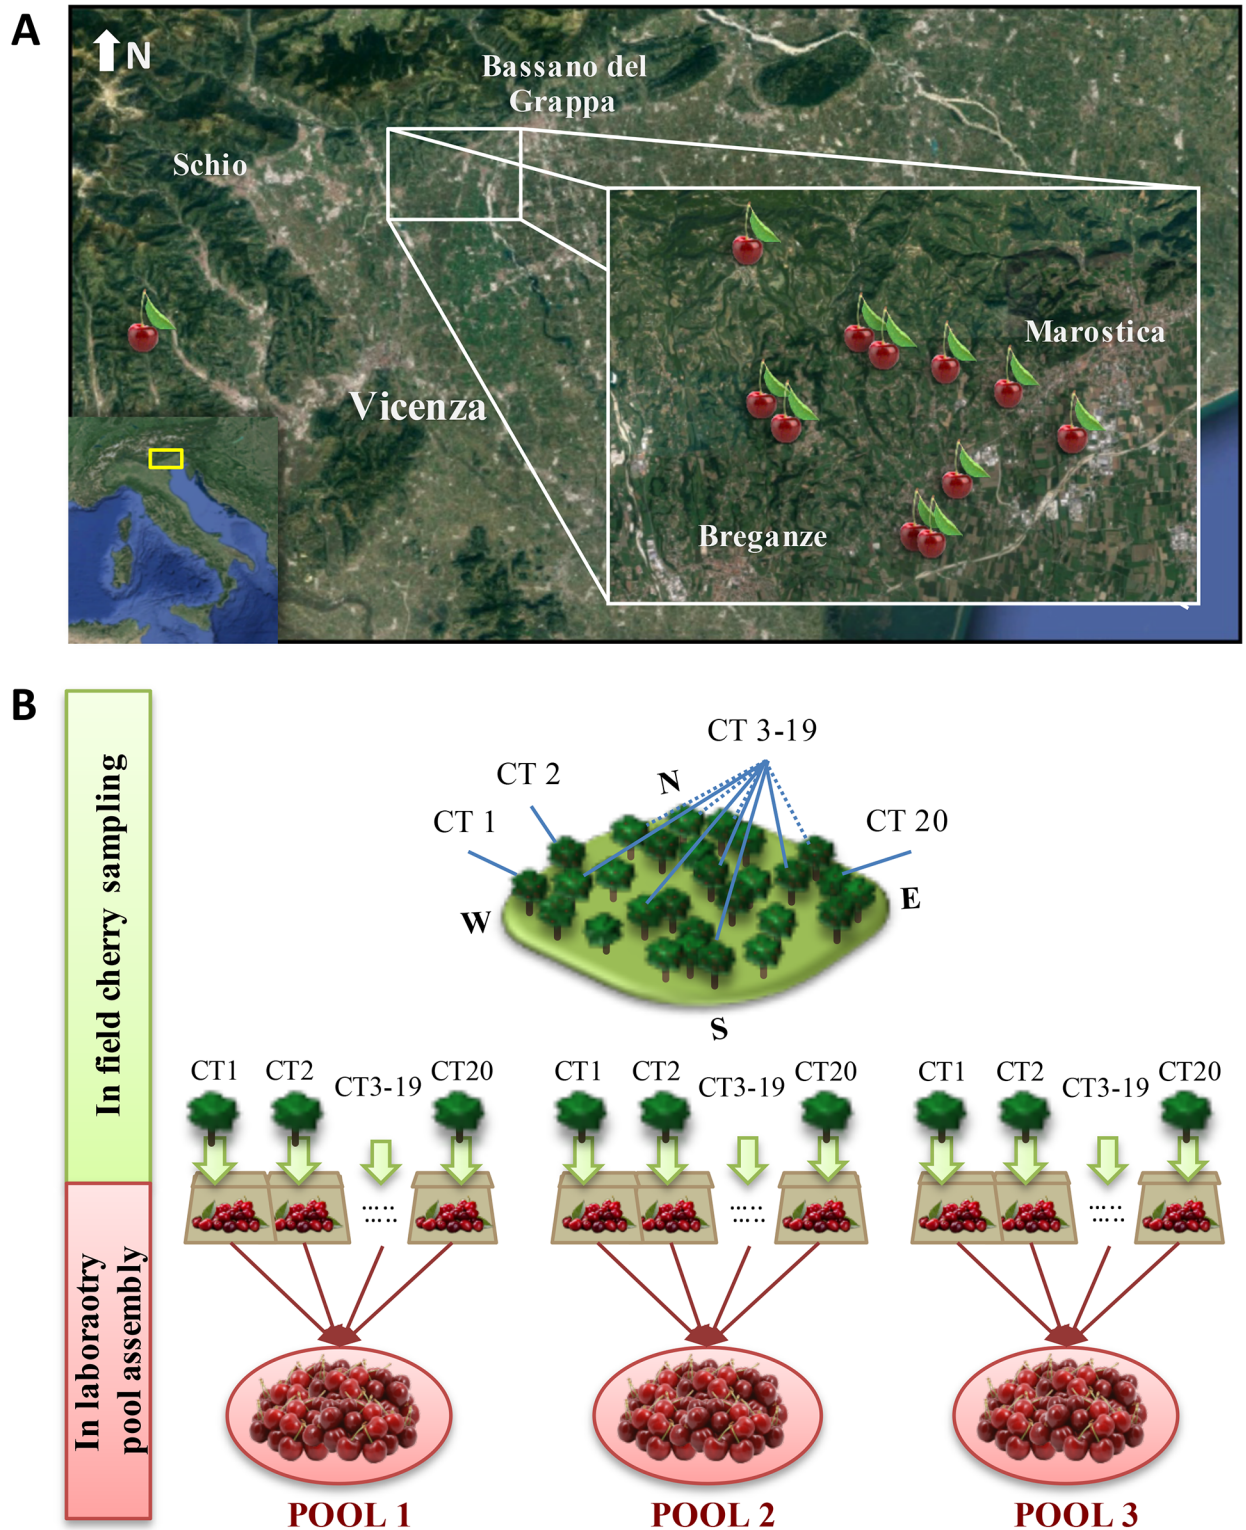 A
N
Bassano del
Grappa
Schio
Marostica
Vicenza
Breganze
B
In field cherry sampling
CT 3-19
CT 2
N
CT 1
CT 20
W
E
S
CT1 CT2 CT3-19 CT20
CT1 CT2 CT3-19 CT20
CT1 CT2 CT3-19 CT20
In laboraotry
pool assembly
.....
.....
.....
.....
.....
.....
POOL 1
POOL 2
POOL 3